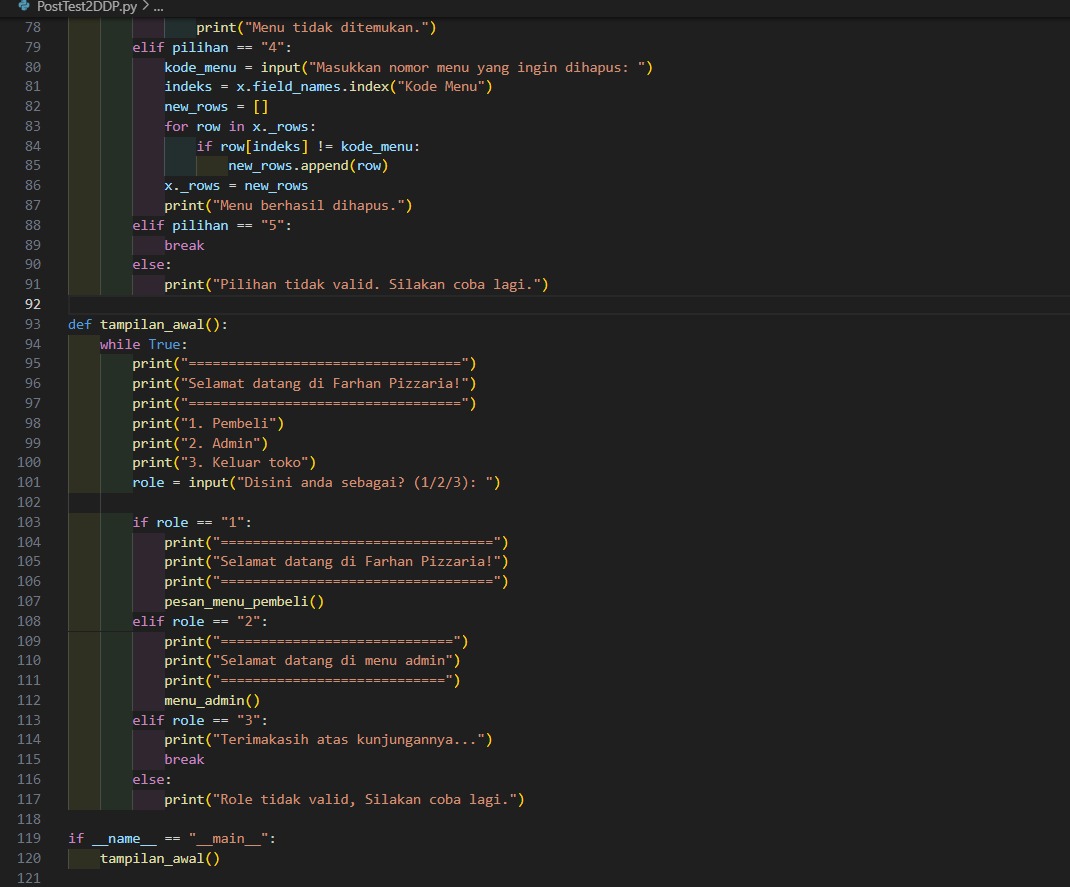 PostTest2DDP.py > ...
78 print("Menu tidak ditemukan.")
79 elif pilihan == "4":
80 kode_menu = input("Masukkan nomor menu yang ingin dihapus: ")
81 indeks = x.field_names.index("Kode Menu")
82 new_rows = []
83 for row in x._rows:
84 if row[indeks] != kode_menu:
85 new_rows.append(row)
86 x._rows = new_rows
87 print("Menu berhasil dihapus.")
88 elif pilihan == "5":
89 break
90 else:
91 print("Pilihan tidak valid. Silakan coba lagi.")
92
93 def tampilan_awal():
94 while True:
95 print("==================================")
96 print("Selamat datang di Farhan Pizzaria!")
97 print("==================================")
98 print("1. Pembeli")
99 print("2. Admin")
100 print("3. Keluar toko")
101 role = input("Disini anda sebagai? (1/2/3): ")
102
103 if role == "1":
104 print("==================================")
105 print("Selamat datang di Farhan Pizzaria!")
106 print("==================================")
107 pesan_menu_pembeli()
108 elif role == "2":
109 print("=============================")
110 print("Selamat datang di menu admin")
111 print("============================")
112 menu_admin()
113 elif role == "3":
114 print("Terimakasih atas kunjungannya...")
115 break
116 else:
117 print("Role tidak valid, Silakan coba lagi.")
118
119 if __name__ == "__main__":
120 tampilan_awal()
121